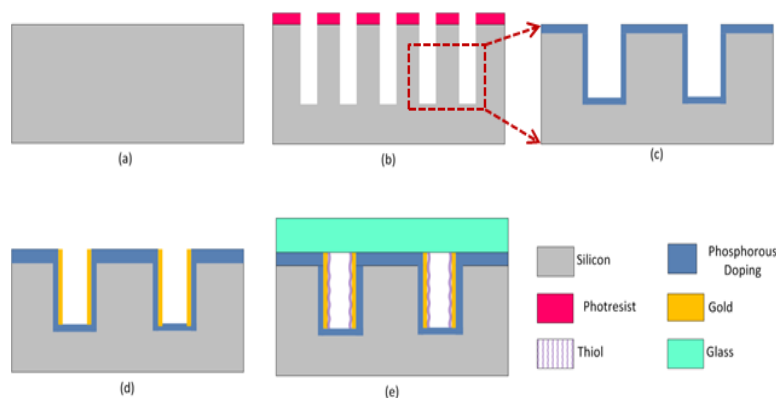 (a)
(b)
(c)
(d)
(e)
Silicon
Phosphorous
Doping
Photresist
Gold
Thiol
Glass